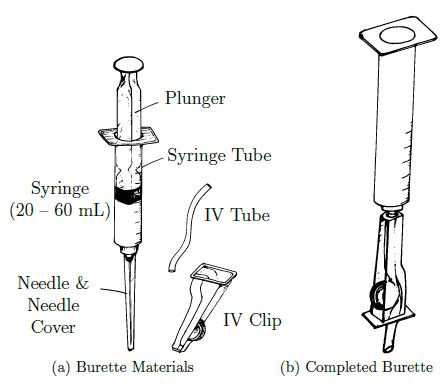 Plunger
Syringe Tube
Syringe
(20 – 60 mL)
IV Tube
Needle &
Needle
Cover
IV Clip
(a) Burette Materials
(b) Completed Burette